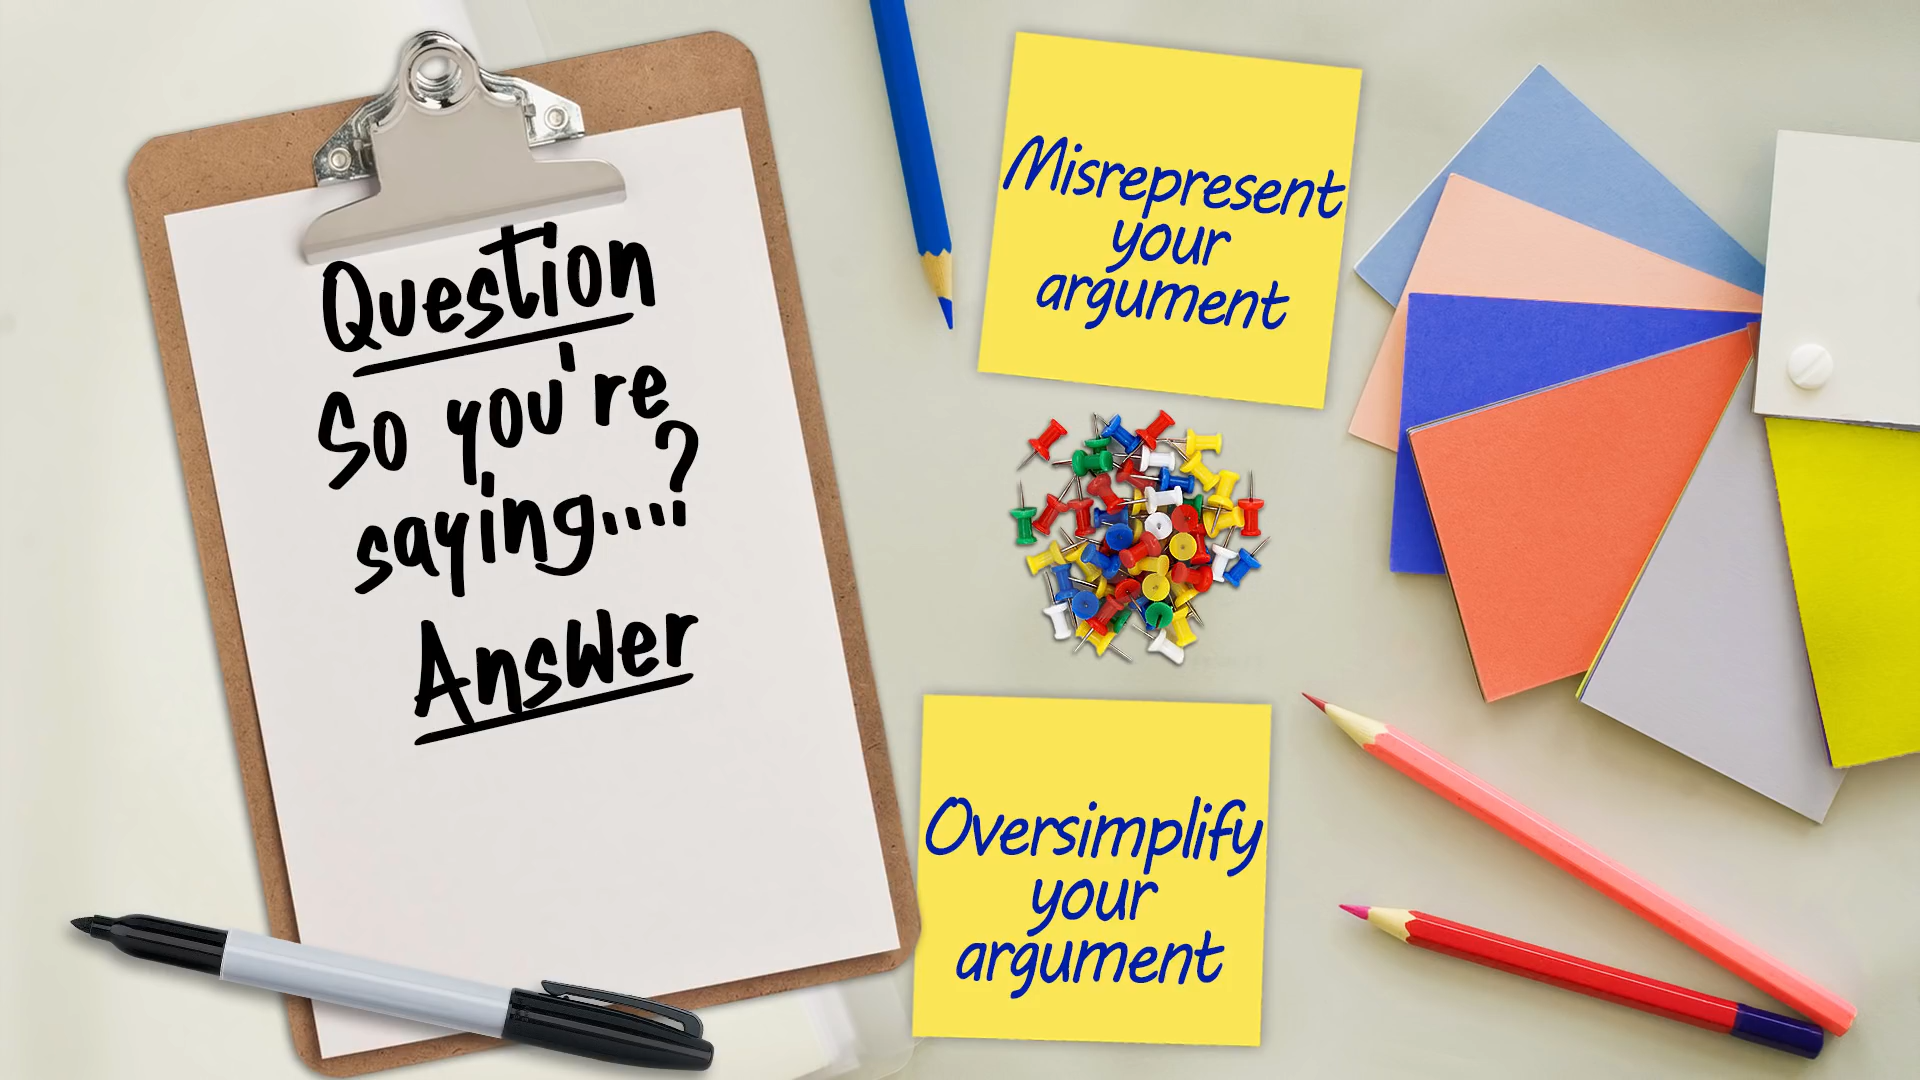 Question
So you're
saying...?
Answer
Misrepresent
your
argument
Oversimplify
your
argument